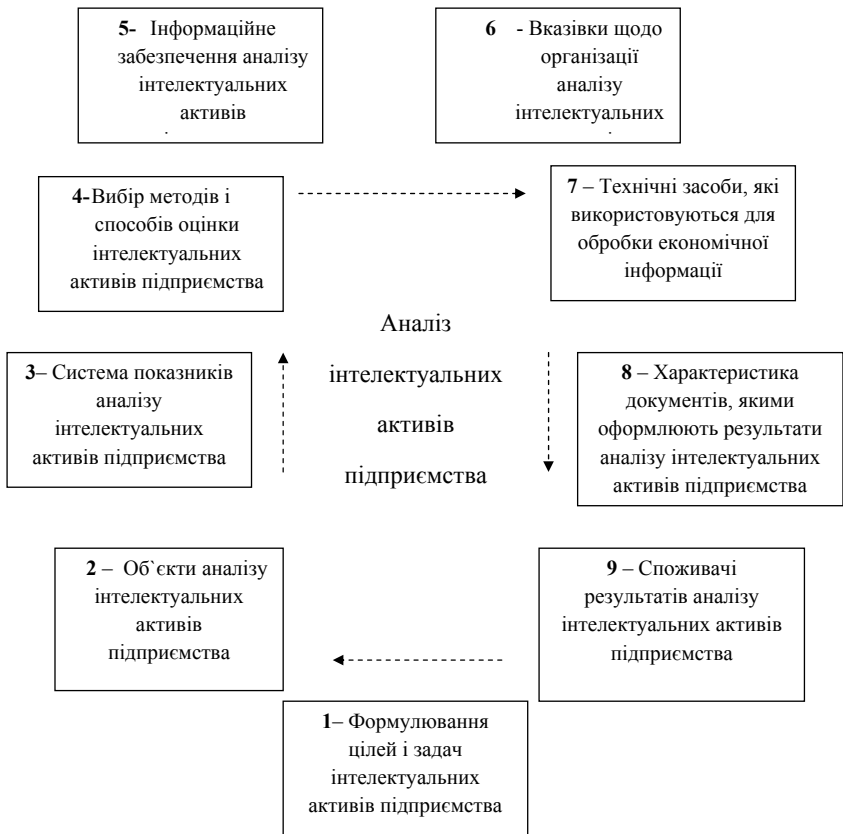 5- Інформаційне
забезпечення аналізу
інтелектуальних
активів
6 - Вказівки щодо
організації
аналізу
інтелектуальних
4-Вибір методів і
способів оцінки
інтелектуальних
активів підприємства
7 – Технічні засоби, які
використовуються для
обробки економічної
інформації
Аналіз
інтелектуальних
активів
підприємства
3– Система показників
аналізу
інтелектуальних
активів підприємства
8 – Характеристика
документів, якими
оформлюють результати
аналізу інтелектуальних
активів підприємства
2 – Об`єкти аналізу
інтелектуальних
активів
підприємства
9 – Споживачі
результатів аналізу
інтелектуальних активів
підприємства
1– Формулювання
цілей і задач
інтелектуальних
активів підприємства